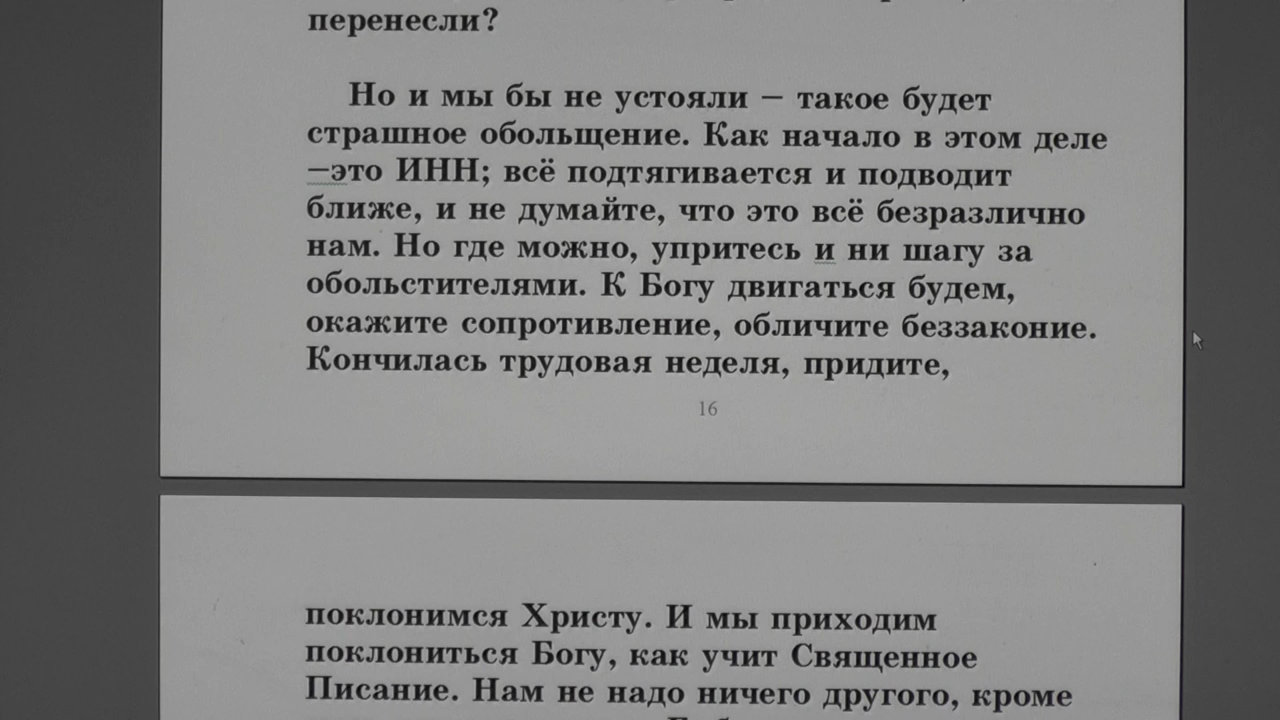 перенесли?
Но и мы бы не устояли – такое будет
страшное обольщение. Как начало в этом деле
–это ИНН; всё подтягивается и подводит
ближе, и не думайте, что это всё безразлично
нам. Но где можно, упритесь и ни шагу за
обольстителями. К Богу двигаться будем,
окажите сопротивление, обличите беззаконие.
Кончилась трудовая неделя, придите,
16
поклонимся Христу. И мы приходим
поклониться Богу, как учит Священное
Писание. Нам не надо ничего другого, кроме